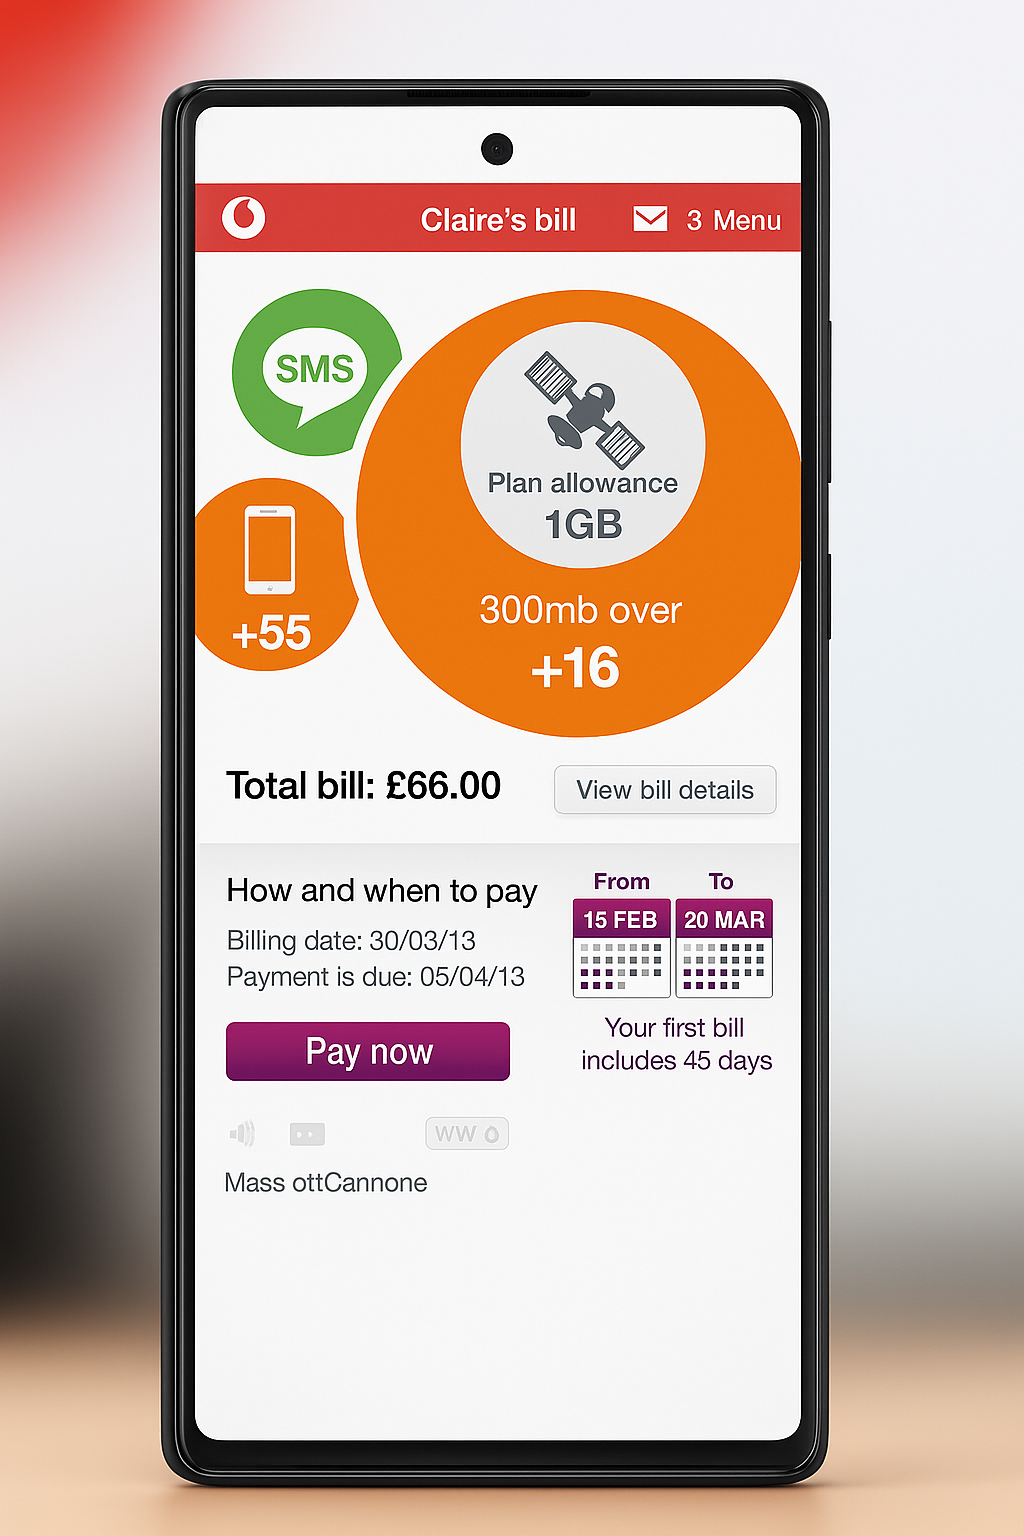 Claire's bill
3 Menu
SMS
Plan allowance
1GB
300mb over
+16
+55
Total bill: £66.00
View bill details
How and when to pay
Billing date: 30/03/13
Payment is due: 05/04/13
Pay now
From
To
15 FEB
20 MAR
Your first bill
includes 45 days
WW
Mass ottCannone